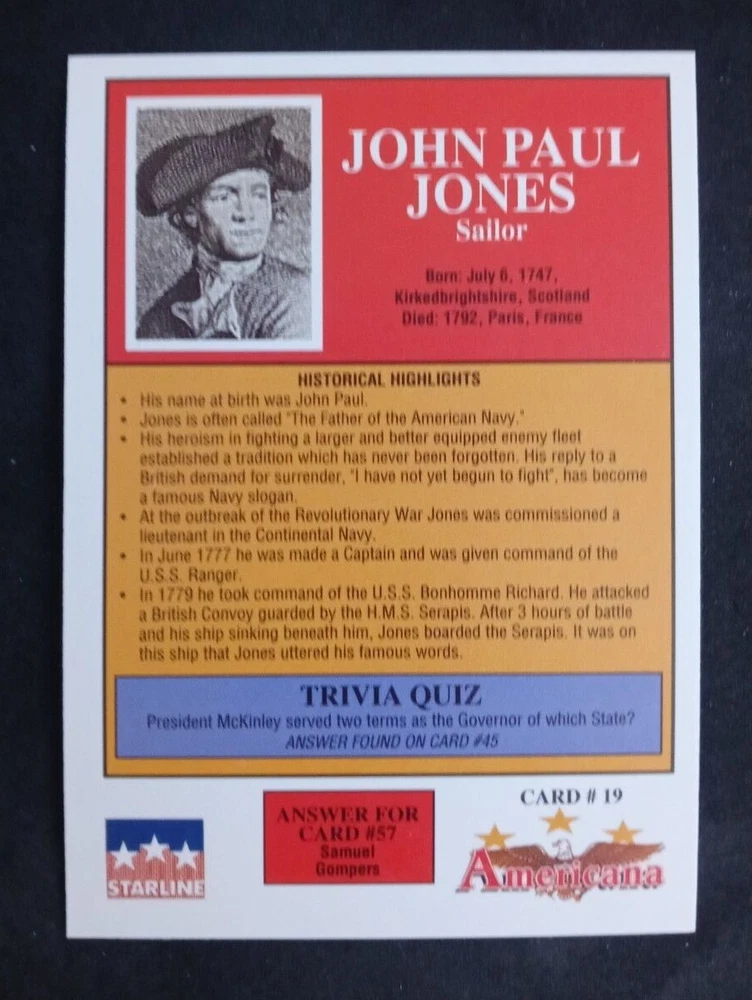 JOHN PAUL
JONES
Sailor
Born: July 6, 1747,
Kirkedbrightshire, Scotland
Died: 1792, Paris, France
HISTORICAL HIGHLIGHTS
• His name at birth was John Paul.
• Jones is often called "The Father of the American Navy."
• His heroism in fighting a larger and better equipped enemy fleet
established a tradition which has never been forgotten. His reply to a
British demand for surrender, "I have not yet begun to fight", has become
a famous Navy slogan.
• At the outbreak of the Revolutionary War Jones was commissioned a
lieutenant in the Continental Navy.
• In June 1777 he was made a Captain and was given command of the
U.S.S. Ranger.
• In 1779 he took command of the U.S.S. Bonhomme Richard. He attacked
a British Convoy guarded by the H.M.S. Serapis. After 3 hours of battle
and his ship sinking beneath him, Jones boarded the Serapis. It was on
this ship that Jones uttered his famous words.
TRIVIA QUIZ
President McKinley served two terms as the Governor of which State?
ANSWER FOUND ON CARD #45
STARLINE
ANSWER FOR
CARD #57
Samuel
Gompers
CARD # 19
Americana